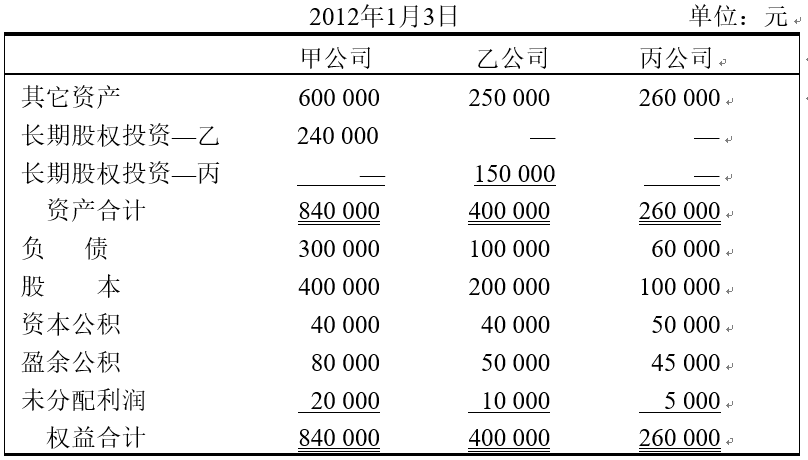 2012年1月3日 单位：元
甲公司 乙公司 丙公司
其它资产 600 000 250 000 260 000
长期股权投资—乙 240 000 — —
长期股权投资—丙 — 150 000 —
资产合计 840 000 400 000 260 000
负 债 300 000 100 000 60 000
股 本 400 000 200 000 100 000
资本公积 40 000 40 000 50 000
盈余公积 80 000 50 000 45 000
未分配利润 20 000 10 000 5 000
权益合计 840 000 400 000 260 000